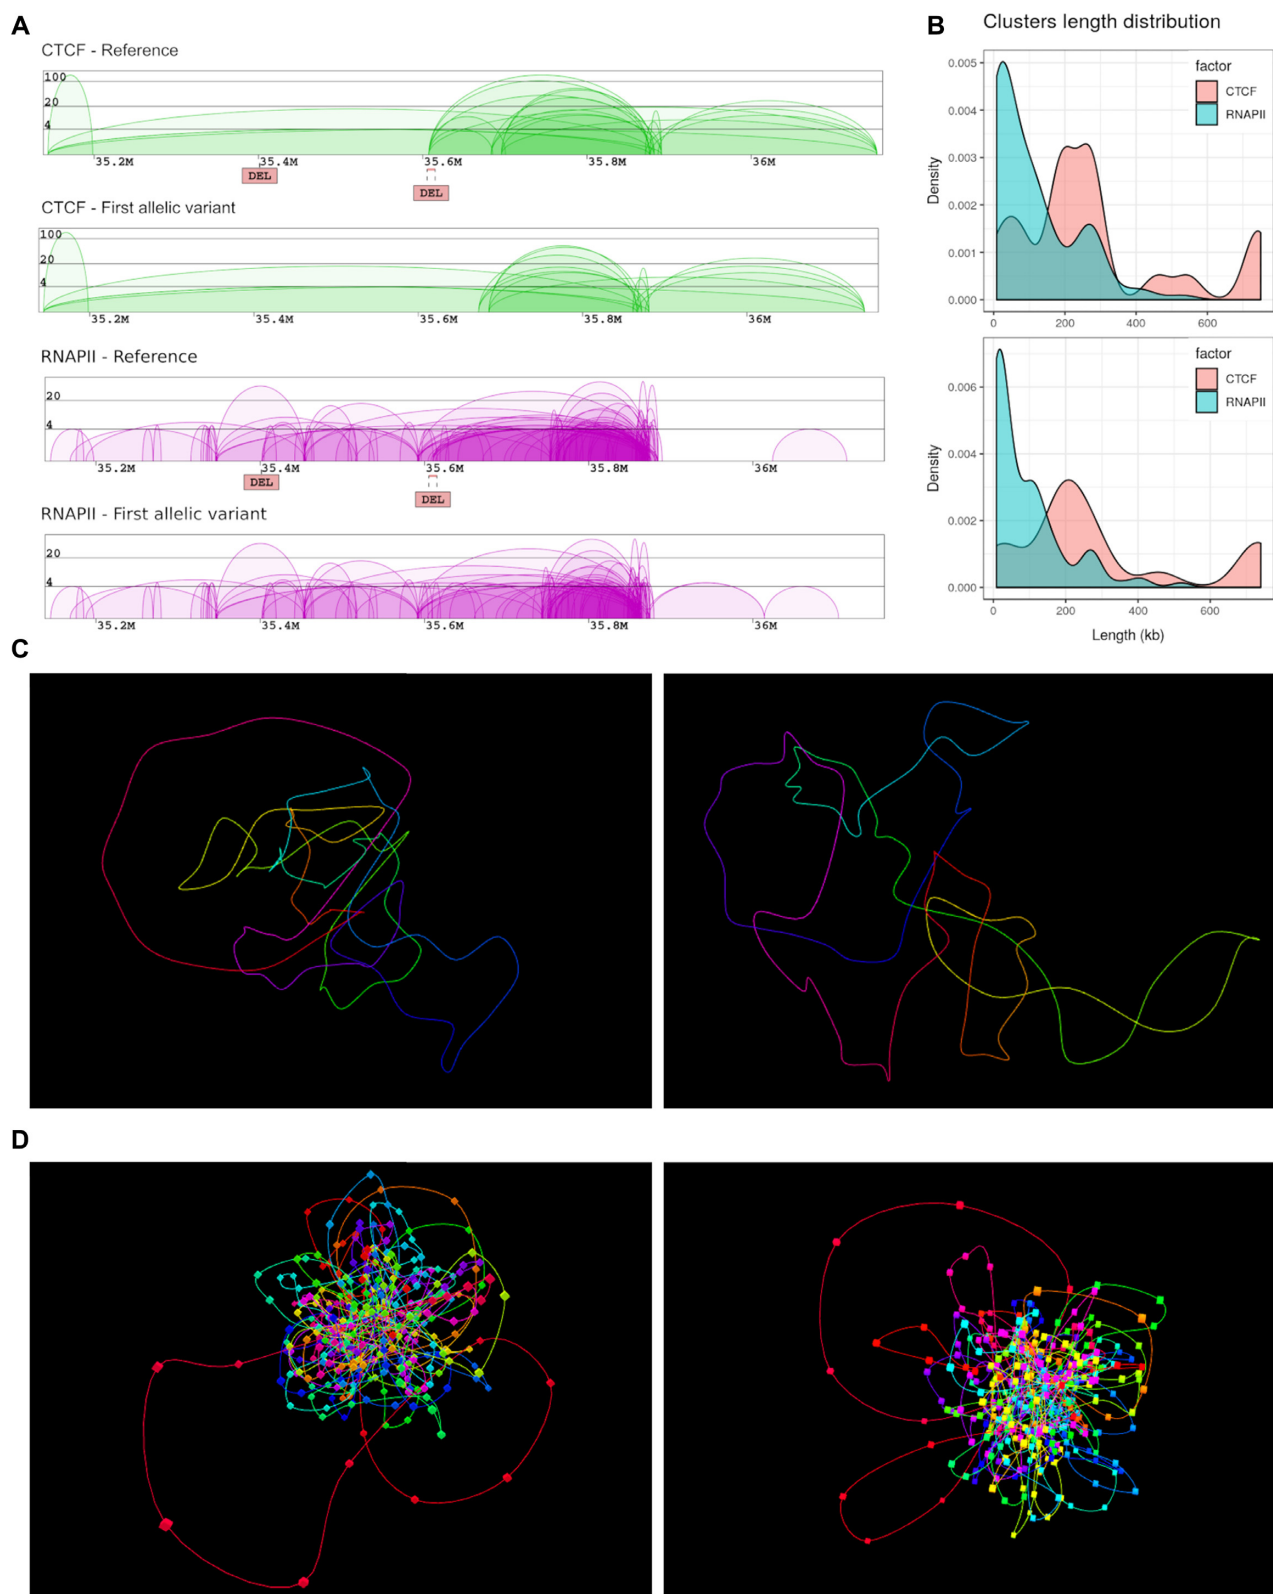 A
CTCF - Reference
100
20
4
35.2M 35.4M 35.6M 35.8M 36M
DEL
DEL
CTCF - First allelic variant
100
20
4
35.2M 35.4M 35.6M 35.8M 36M
RNAPII - Reference
20
4
35.2M 35.4M 35.6M 35.8M 36M
DEL
DEL
RNAPII - First allelic variant
20
4
35.2M 35.4M 35.6M 35.8M 36M
B
Clusters length distribution
factor
CTCF
RNAPII
Density
0.005
0.004
0.003
0.002
0.001
0.000
0 200 400 600
factor
CTCF
RNAPII
Density
0.006
0.004
0.002
0.000
0 200 400 600
Length (kb)
C
D